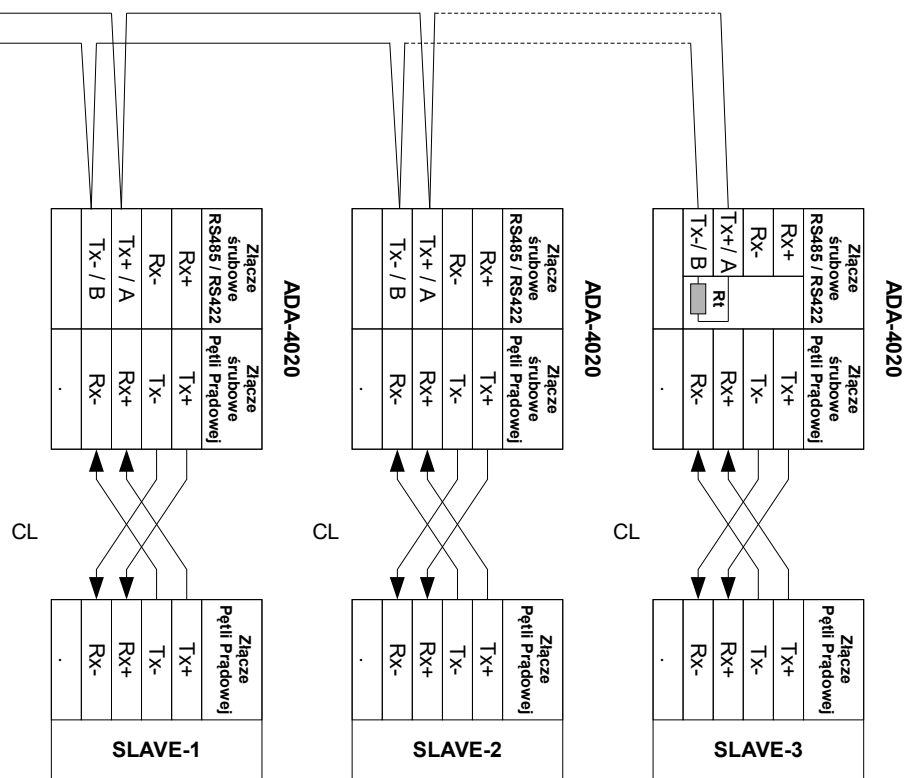 ADA-4020
Złącze
śrubowe
RS485 / RS422
Rx+
Rx-
Tx+ / A
Tx- / B
Złącze
śrubowe
Pętli Prądowej
Tx+
Tx-
Rx+
Rx-
.
CL
Złącze
Pętli Prądowej
Tx+
Tx-
Rx+
Rx-
.
SLAVE-1
ADA-4020
Złącze
śrubowe
RS485 / RS422
Rx+
Rx-
Tx+ / A
Tx- / B
Złącze
śrubowe
Pętli Prądowej
Tx+
Tx-
Rx+
Rx-
.
CL
Złącze
Pętli Prądowej
Tx+
Tx-
Rx+
Rx-
.
SLAVE-2
ADA-4020
Złącze
śrubowe
RS485 / RS422
Rx+
Rx-
Tx+/ A
Tx-/ B
Rt
Złącze
śrubowe
Pętli Prądowej
Tx+
Tx-
Rx+
Rx-
.
CL
Złącze
Pętli Prądowej
Tx+
Tx-
Rx+
Rx-
.
SLAVE-3